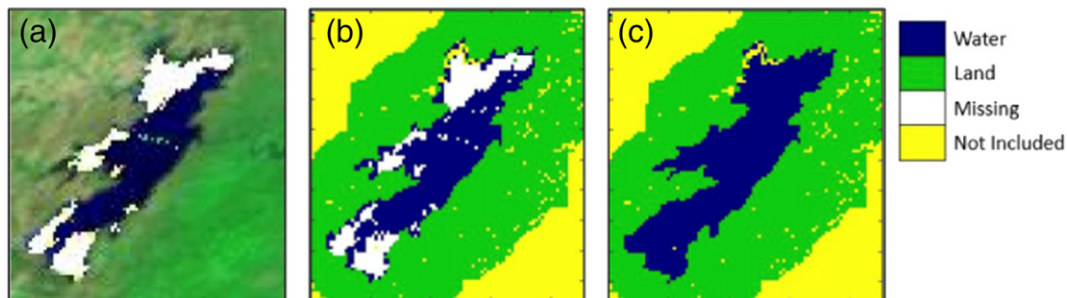 (a)
(b)
(c)
Water
Land
Missing
Not Included